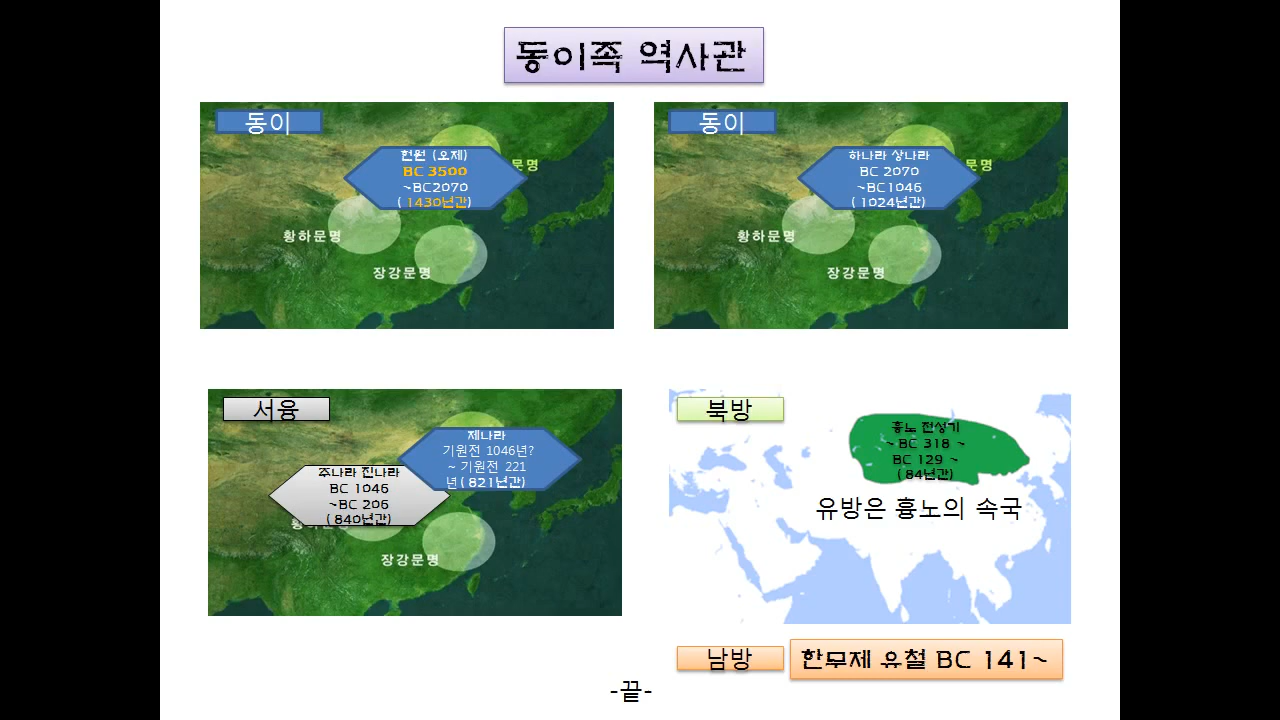 동이족 역사관
동이
헌원 (오제)
BC 3500
~BC2070
( 1430년간)
문명
황하문명
장강문명
동이
하나라 상나라
BC 2070
~BC1046
( 1024년간)
문명
황하문명
장강문명
서융
제나라
기원전 1046년?
~ 기원전 221
년 ( 821년간)
주나라 진나라
BC 1046
~BC 206
( 840년간)
장강문명
북방
흉노 전성기
~ BC 318 ~
BC 129 ~
( 84년간)
유방은 흉노의 속국
남방
한무제 유철 BC 141~
-끝-